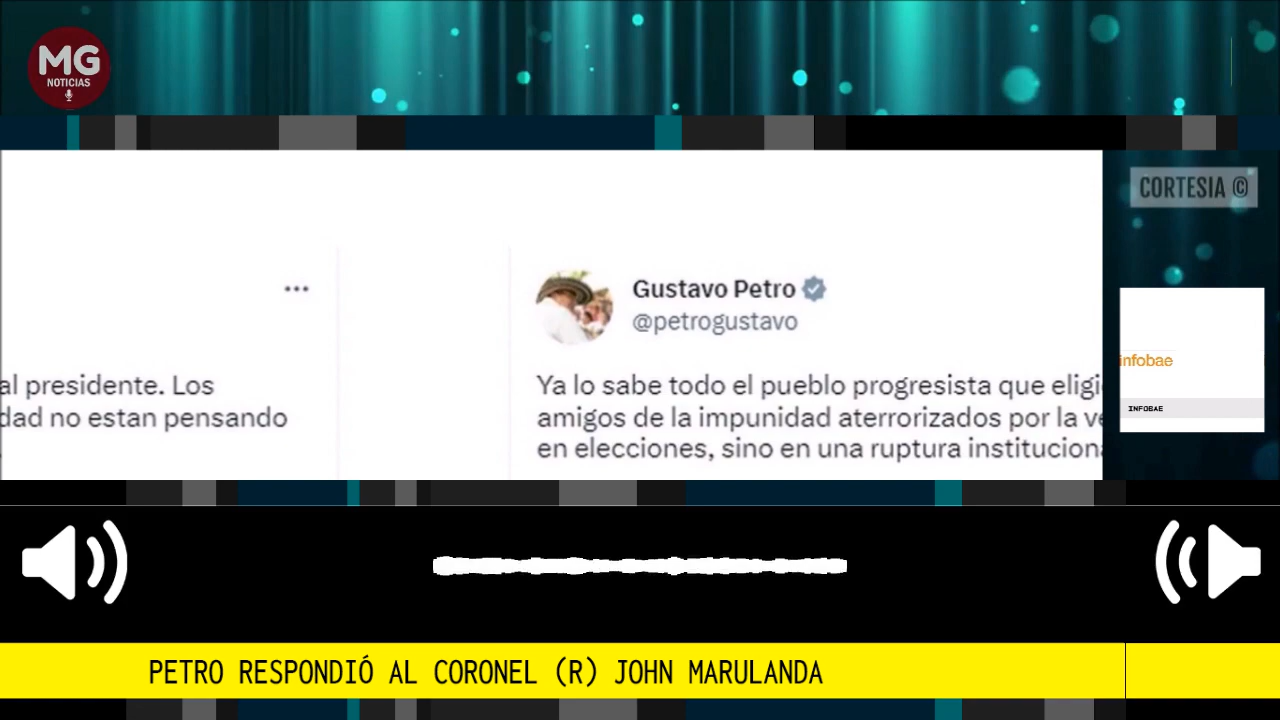 MG
NOTICIAS
CORTESIA ©
al presidente. Los
dad no estan pensando
Gustavo Petro
@petrogustavo
Ya lo sabe todo el pueblo progresista que eligi
amigos de la impunidad aterrorizados por la ve
en elecciones, sino en una ruptura instituciona
infobae
INFOBAE
PETRO RESPONDIÓ AL CORONEL (R) JOHN MARULANDA